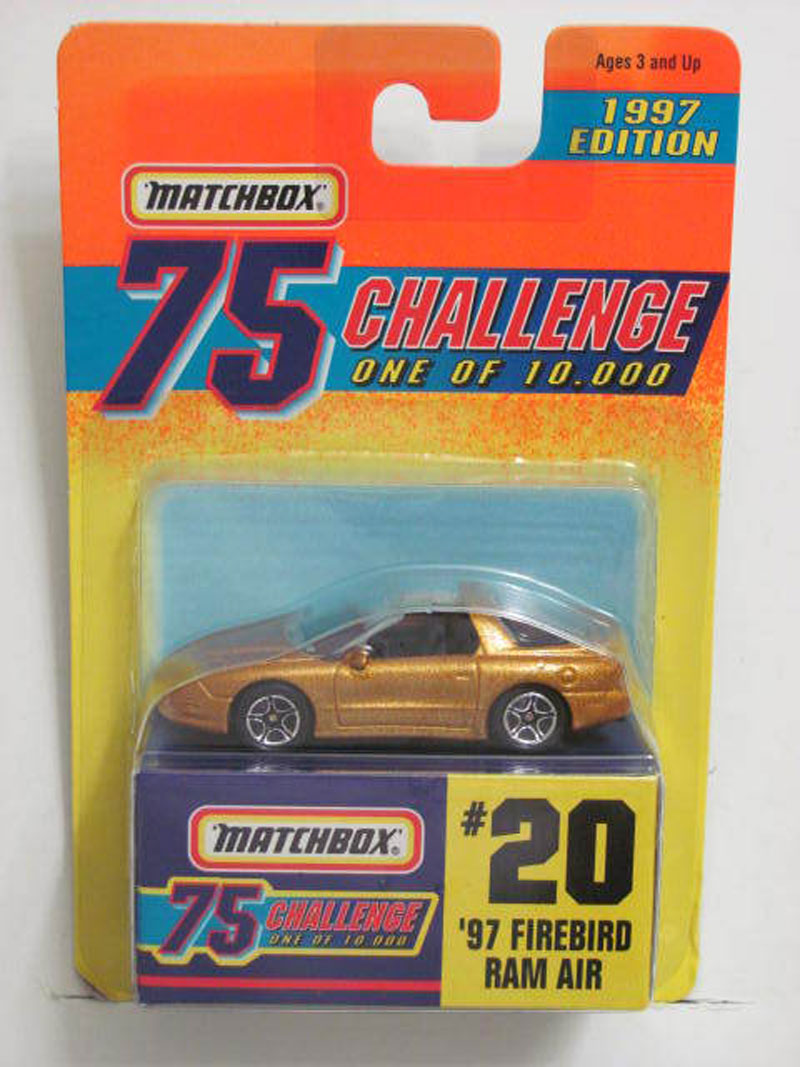 Ages 3 and Up
1997
EDITION
"MATCHBOX"®
75 CHALLENGE
ONE OF 10.000
"MATCHBOX"®
75 CHALLENGE
ONE OF 10.000
#20
'97 FIREBIRD
RAM AIR